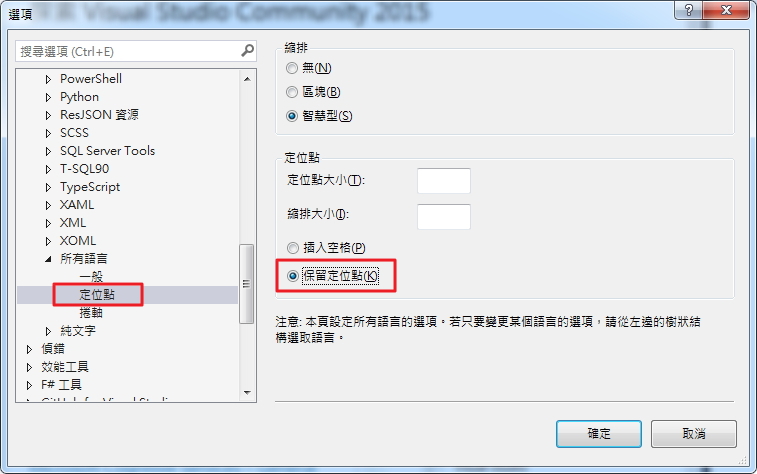 探索 Visual Studio Community 2015
選項
搜尋選項 (Ctrl+E)
PowerShell
Python
ResJSON 資源
SCSS
SQL Server Tools
T-SQL90
TypeScript
XAML
XML
XOML
所有語言
一般
定位點
捲軸
純文字
偵錯
效能工具
F# 工具
GitHub for Visual Studio
縮排
無(N)
區塊(B)
智慧型(S)
定位點
定位點大小(T):
縮排大小(I):
插入空格(P)
保留定位點(K)
注意: 本頁設定所有語言的選項。若只要變更某個語言的選項，請從左邊的樹狀結
構選取語言。
確定
取消